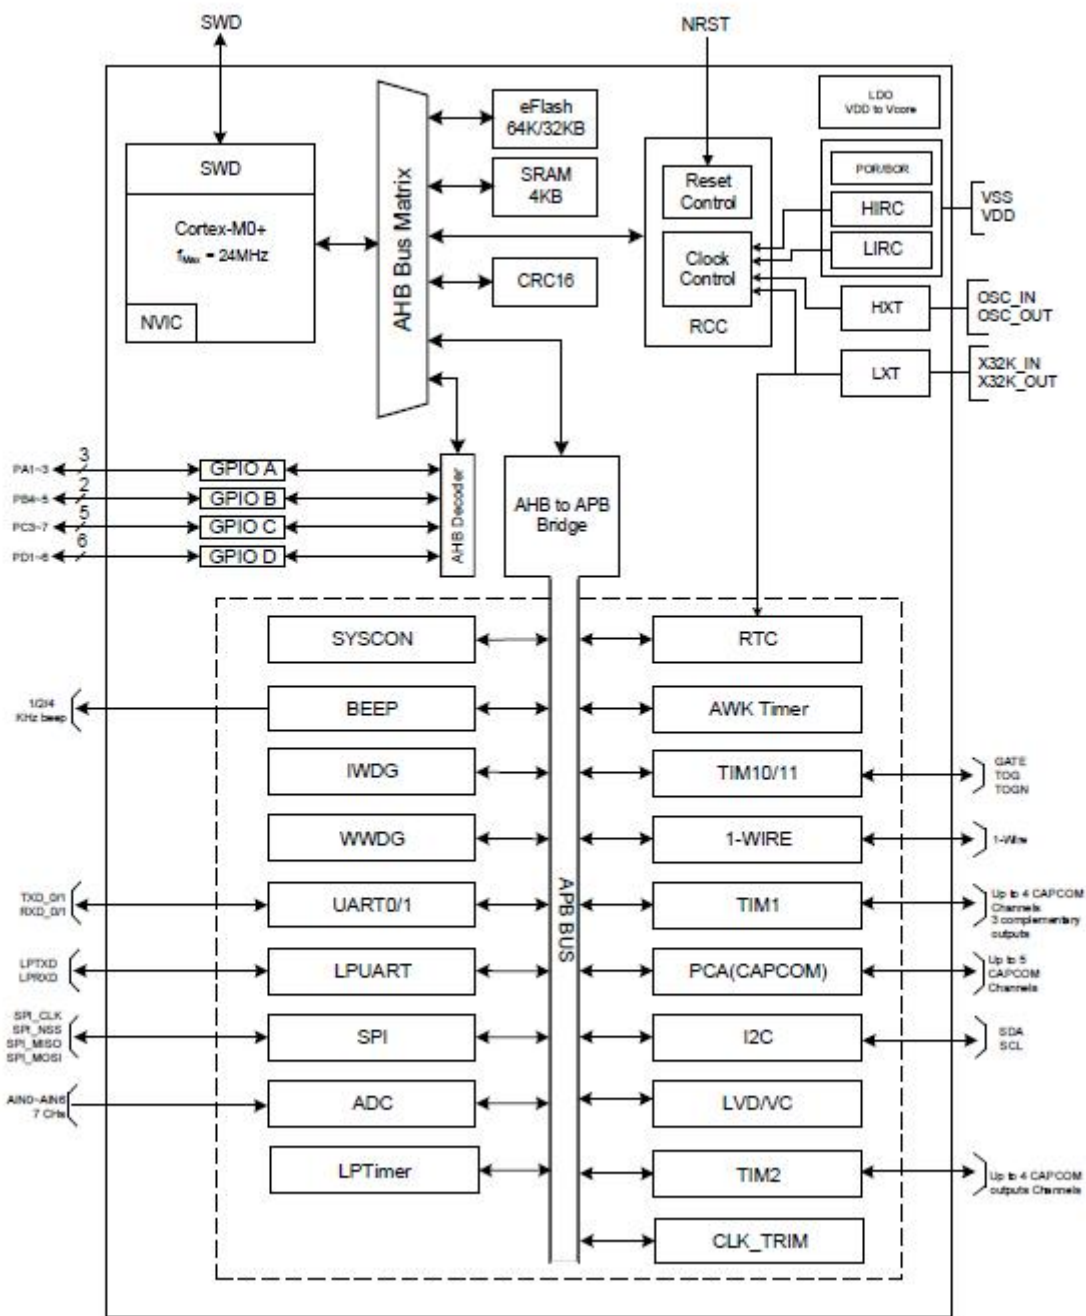 SWD
NRST
LDO
VDD to Vcore
eFlash
64K/32KB
POR/BOR
SWD
SRAM
4KB
Reset
Control
HIRC
VSS
VDD
Cortex-M0+
fMax = 24MHz
AHB Bus Matrix
LIRC
Clock
Control
CRC16
NVIC
RCC
HXT
OSC_IN
OSC_OUT
LXT
X32K_IN
X32K_OUT
PA1~3
3
GPIO A
PB4~5
2
GPIO B
PC3~7
5
GPIO C
PD1~6
6
GPIO D
AHB Decoder
AHB to APB
Bridge
SYSCON
RTC
1/2/4
KHz beep
BEEP
AWK Timer
IWDG
TIM10/11
GATE
TOG
TOGN
WWDG
1-WIRE
1-Wire
APB BUS
TXD_0/1
RXD_0/1
UART0/1
TIM1
Up to 4 CAPCOM
Channels
3 complementary
outputs
LPTXD
LPRXD
LPUART
PCA(CAPCOM)
Up to 5
CAPCOM
Channels
SPI_CLK
SPI_NSS
SPI_MISO
SPI_MOSI
SPI
I2C
SDA
SCL
AIN0~AIN6
7 CHs
ADC
LVD/VC
LPTimer
TIM2
Up to 4 CAPCOM
outputs Channels
CLK_TRIM